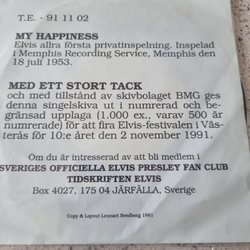 T.E. - 91 11 02
MY HAPPINESS
Elvis allra första privatinspelning. Inspelad
i Memphis Recording Service, Memphis den
18 juli 1953.
MED ETT STORT TACK
och med tillstånd av skivbolaget BMG ges
denna singelskiva ut i numrerad och be-
gränsad upplaga (1.000 ex., varav 500 är
numrerade) för att fira Elvis-festivalen iVäs-
terås för 10:e året den 2 november 1991.
Om du är intresserad av att bli medlem i
SVERIGES OFFICIELLA ELVIS PRESLEY FAN CLUB
TIDSKRIFTEN ELVIS
Box 4027, 175 04 JÄRFÄLLA, Sverige
Copy & Layout Lennart Svedberg 1991